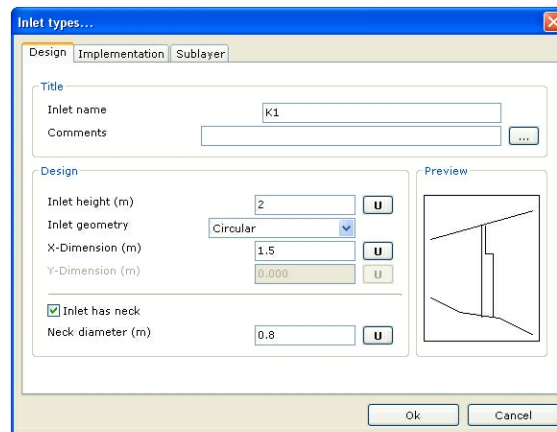 Inlet types...
Design Implementation Sublayer
Title
Inlet name K1
Comments ...
Design
Preview
Inlet height (m) 2 U
Inlet geometry Circular
X-Dimension (m) 1.5 U
Y-Dimension (m) 0.000 U
Inlet has neck
Neck diameter (m) 0.8 U
Ok Cancel